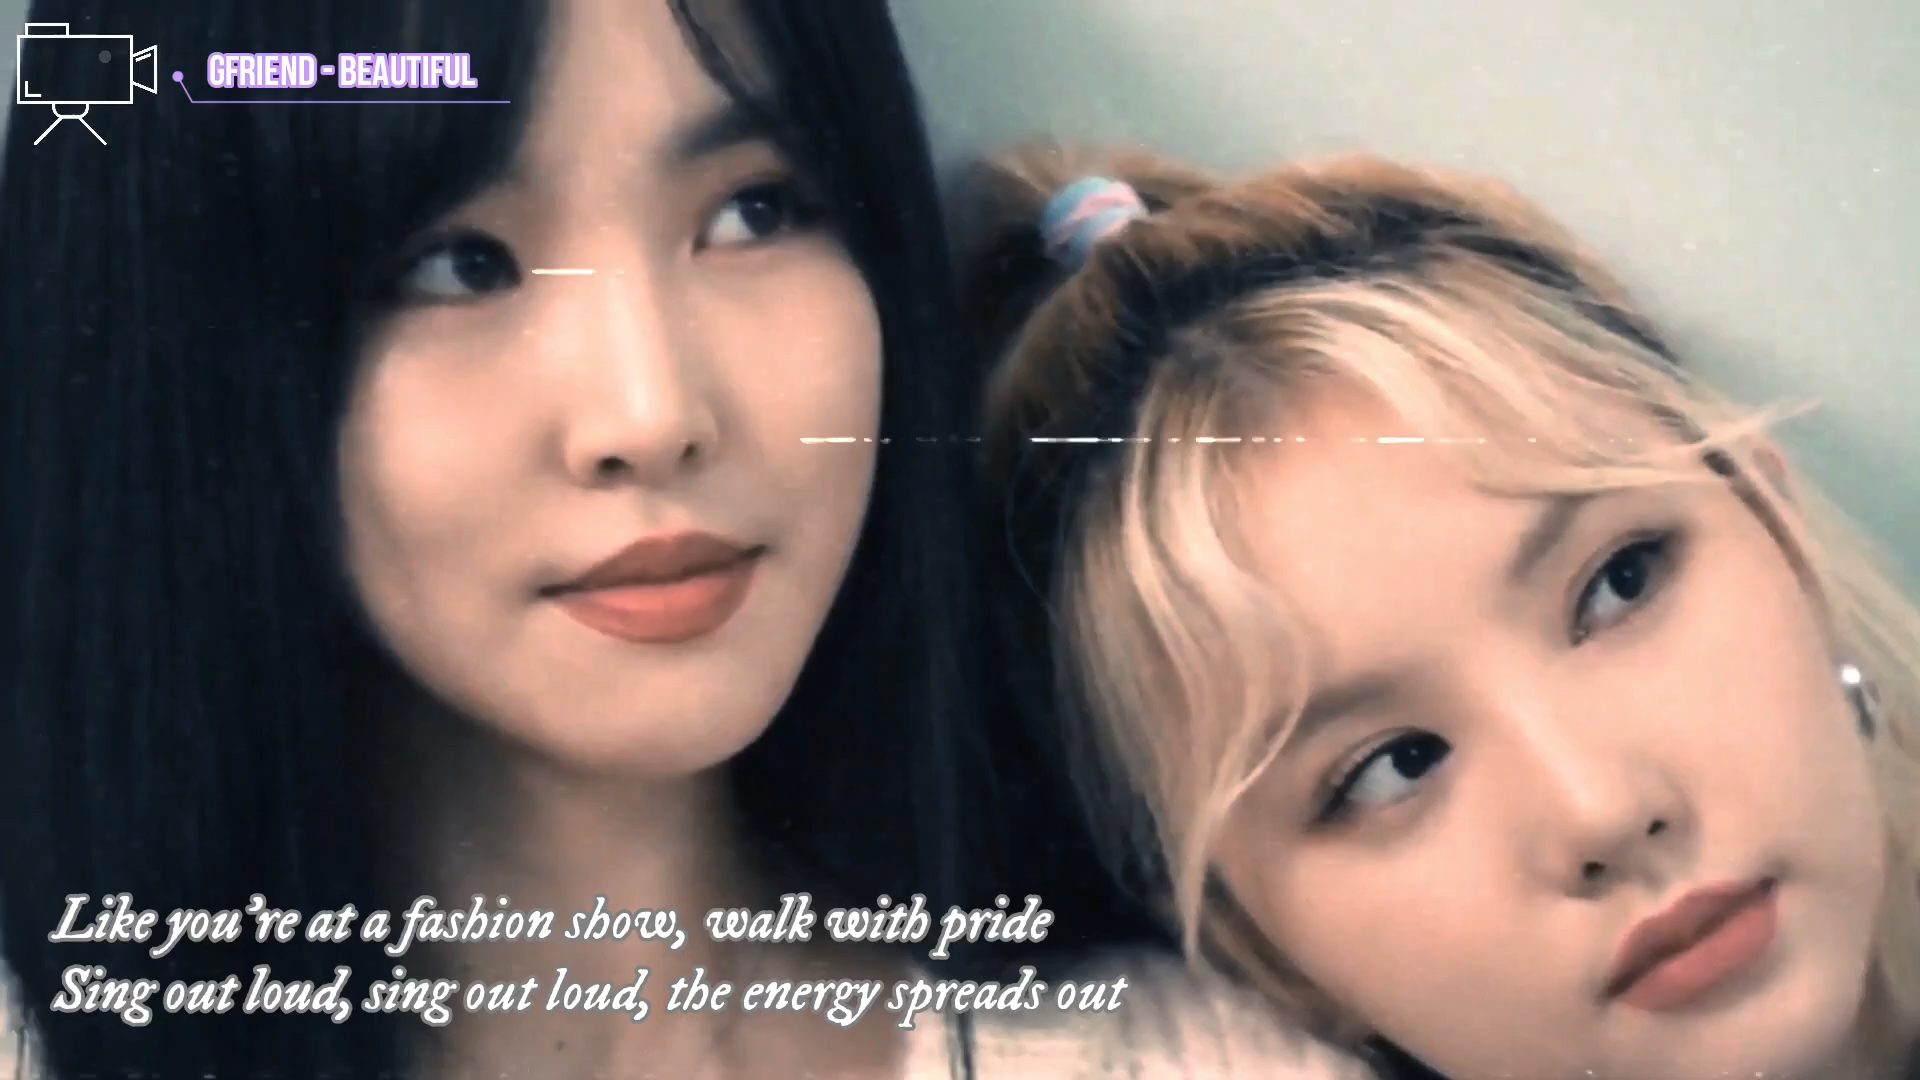 GFRIEND - BEAUTIFUL
Like you're at a fashion show, walk with pride
Sing out loud, sing out loud, the energy spreads out